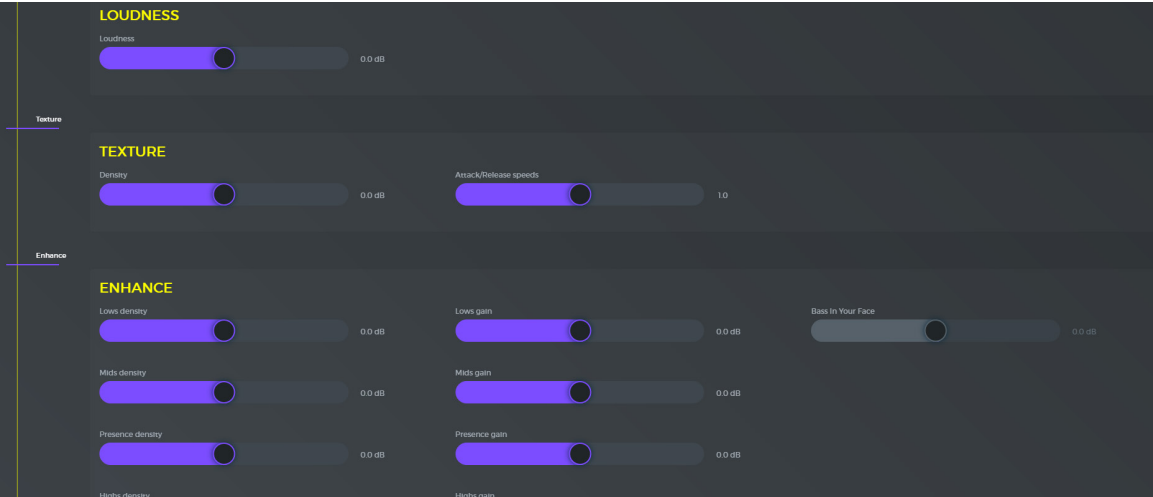 LOUDNESS
Loudness
0.0 dB
Texture
TEXTURE
Density
Attack/Release speeds
0.0 dB
1.0
Enhance
ENHANCE
Lows density
Lows gain
Bass In Your Face
0.0 dB
0.0 dB
0.0 dB
Mids density
Mids gain
0.0 dB
0.0 dB
Presence density
Presence gain
0.0 dB
0.0 dB
Highs density
Highs gain